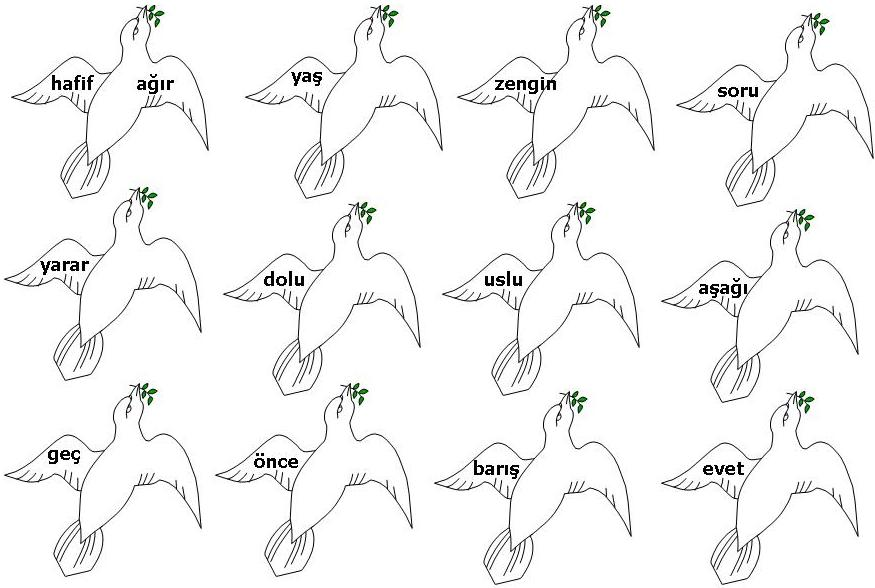 hafif ağır
yaş
zengin
soru
yarar
dolu
uslu
aşağı
geç
önce
barış
evet